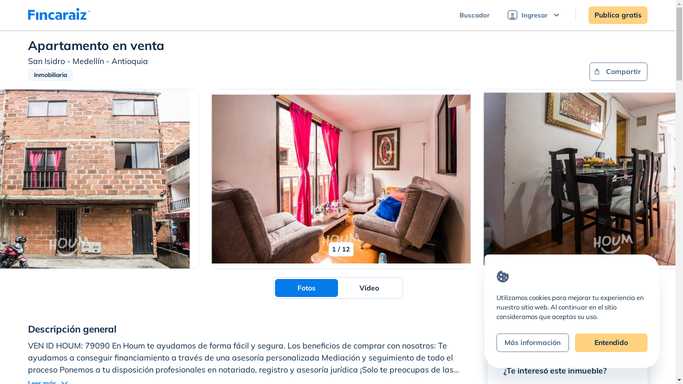 Fincaraiz
Buscador
Ingresar
Publica gratis
Apartamento en venta
San Isidro - Medellín - Antioquia
Inmobiliaria
Compartir
HOUM
HOUM
HOUM
1 / 12
Fotos
Video
Utilizamos cookies para mejorar tu experiencia en
nuestro sitio web. Al continuar en el sitio
consideramos que aceptas su uso.
Más información
Entendido
Descripción general
VEN ID HOUM: 79090 En Houm te ayudamos de forma fácil y segura. Los beneficios de comprar con nosotros: Te
ayudamos a conseguir financiamiento a través de una asesoría personalizada Mediación y seguimiento de todo el
proceso Ponemos a tu disposición profesionales en notariado, registro y asesoría jurídica ¡Solo te preocupas de las...
Leer más
¿Te interesó este inmueble?